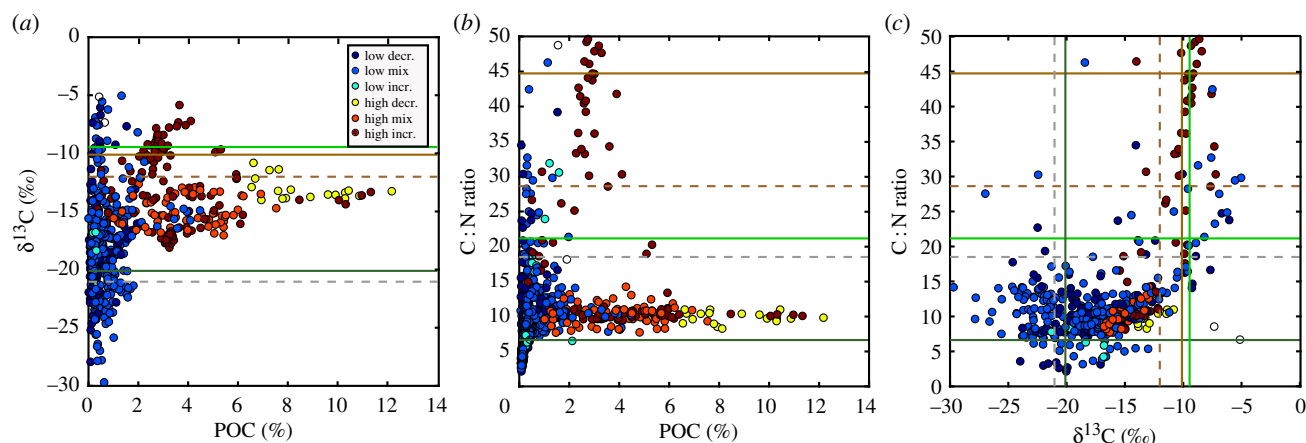 (a)
0
−5
−10
−15
−20
−25
−30
δ13C (‰)
0 2 4 6 8 10 12 14
POC (%)
low decr.
low mix
low incr.
high decr.
high mix
high incr.
(b)
50
45
40
35
30
25
20
15
10
5
C : N ratio
0 2 4 6 8 10 12 14
POC (%)
(c)
50
45
40
35
30
25
20
15
10
5
0
C : N ratio
−30 −25 −20 −15 −10 −5 0
δ13C (‰)